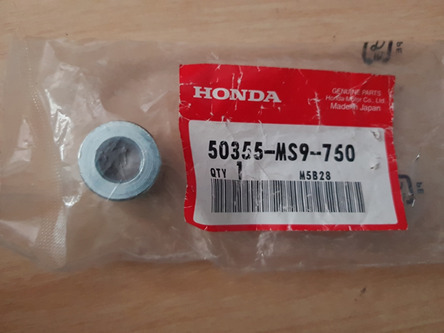 HONDA
GENUINE PARTS
Honda Motor Co., Ltd.
Made in Japan
50355-MS9-750
QTY 1 M5B28